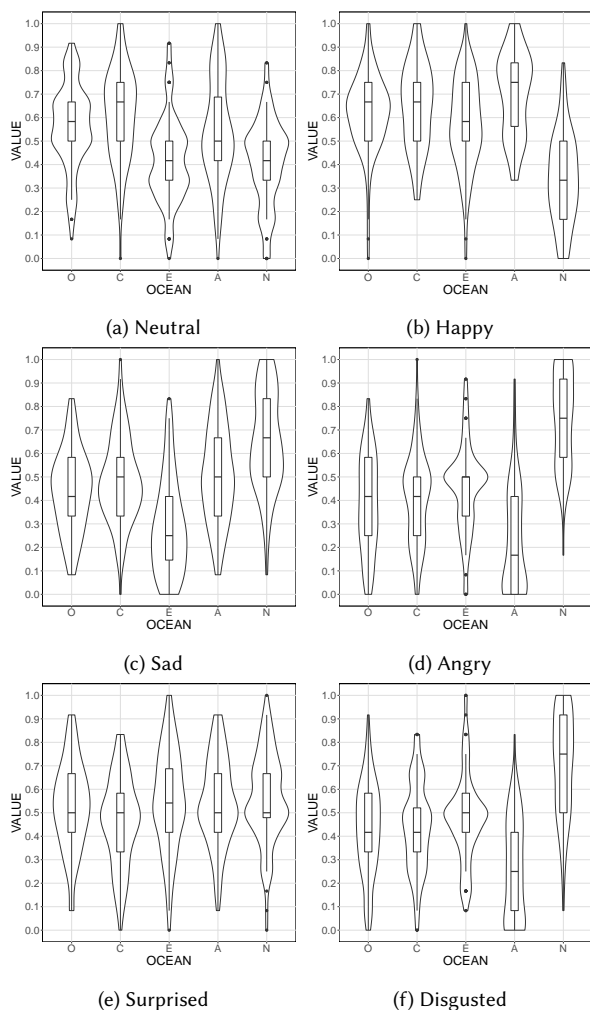 1.0
0.9
0.8
0.7
0.6
0.5
0.4
0.3
0.2
0.1
0.0
VALUE
O C E A N
OCEAN
(a) Neutral
1.0
0.9
0.8
0.7
0.6
0.5
0.4
0.3
0.2
0.1
0.0
VALUE
O C E A N
OCEAN
(b) Happy
1.0
0.9
0.8
0.7
0.6
0.5
0.4
0.3
0.2
0.1
0.0
VALUE
O C E A N
OCEAN
(c) Sad
1.0
0.9
0.8
0.7
0.6
0.5
0.4
0.3
0.2
0.1
0.0
VALUE
O C E A N
OCEAN
(d) Angry
1.0
0.9
0.8
0.7
0.6
0.5
0.4
0.3
0.2
0.1
0.0
VALUE
O C E A N
OCEAN
(e) Surprised
1.0
0.9
0.8
0.7
0.6
0.5
0.4
0.3
0.2
0.1
0.0
VALUE
O C E A N
OCEAN
(f) Disgusted